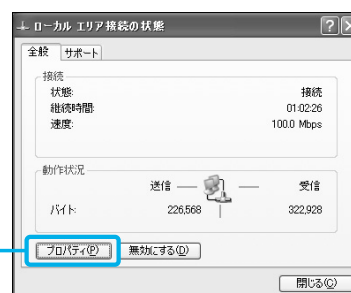 ローカル エリア接続の状態
全般 サポート
接続
状態: 接続
継続時間: 01:02:26
速度: 100.0 Mbps
動作状況
送信 — — 受信
バイト: 226,568 322,928
プロパティ(P) 無効にする(D)
閉じる(C)